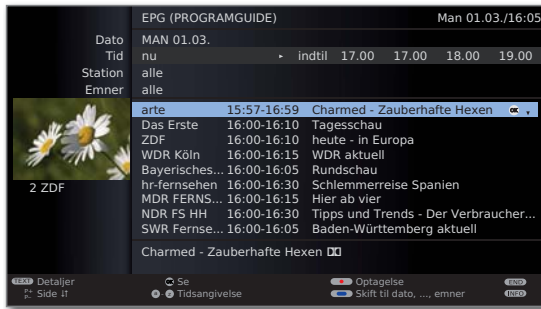 EPG (PROGRAMGUIDE) Man 01.03./16:05
Dato MAN 01.03.
Tid nu indtil 17.00 17.00 18.00 19.00
Station alle
Emner alle
arte 15:57-16:59 Charmed - Zauberhafte Hexen OK
Das Erste 16:00-16:10 Tagesschau
ZDF 16:00-16:10 heute - in Europa
WDR Köln 16:00-16:15 WDR aktuell
Bayerisches... 16:00-16:05 Rundschau
hr-fernsehen 16:00-16:30 Schlemmerreise Spanien
MDR FERNS... 16:00-16:15 Hier ab vier
NDR FS HH 16:00-16:30 Tipps und Trends - Der Verbraucher...
SWR Fernse... 16:00-16:05 Baden-Württemberg aktuell
2 ZDF
Charmed - Zauberhafte Hexen
TEXT Detaljer OK Se Optagelse END
P+ P- Side Tidsangivelse Skift til dato, ..., emner INFO